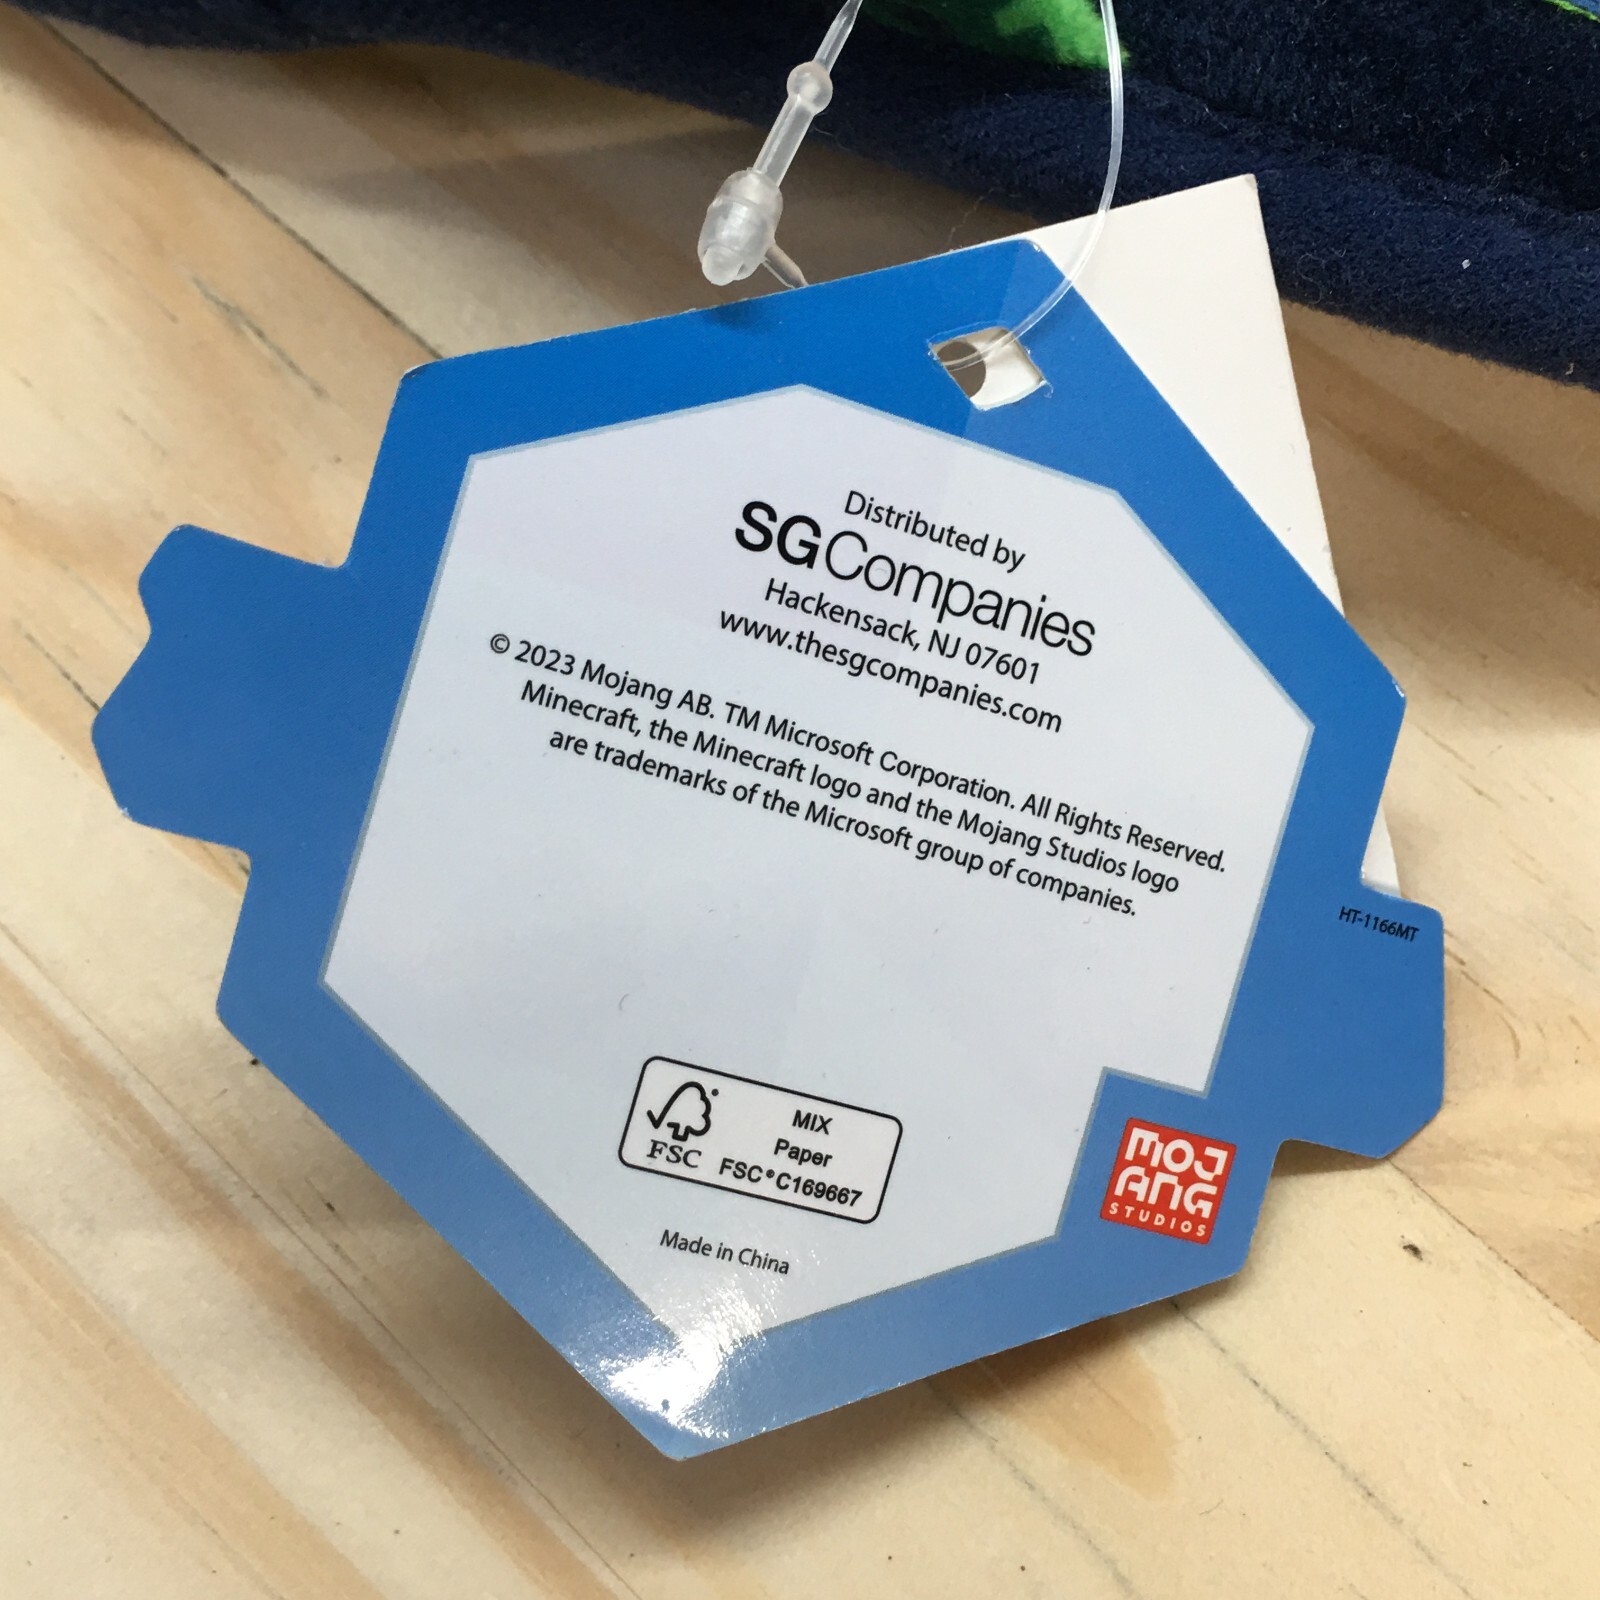 Distributed by
SGCompanies
Hackensack, NJ 07601
www.thesgcompanies.com
© 2023 Mojang AB. TM Microsoft Corporation. All Rights Reserved.
Minecraft, the Minecraft logo and the Mojang Studios logo
are trademarks of the Microsoft group of companies.
HT-1166MT
FSC
MIX
Paper
FSC® C169667
Made in China
MOJ
ANG
STUDIOS